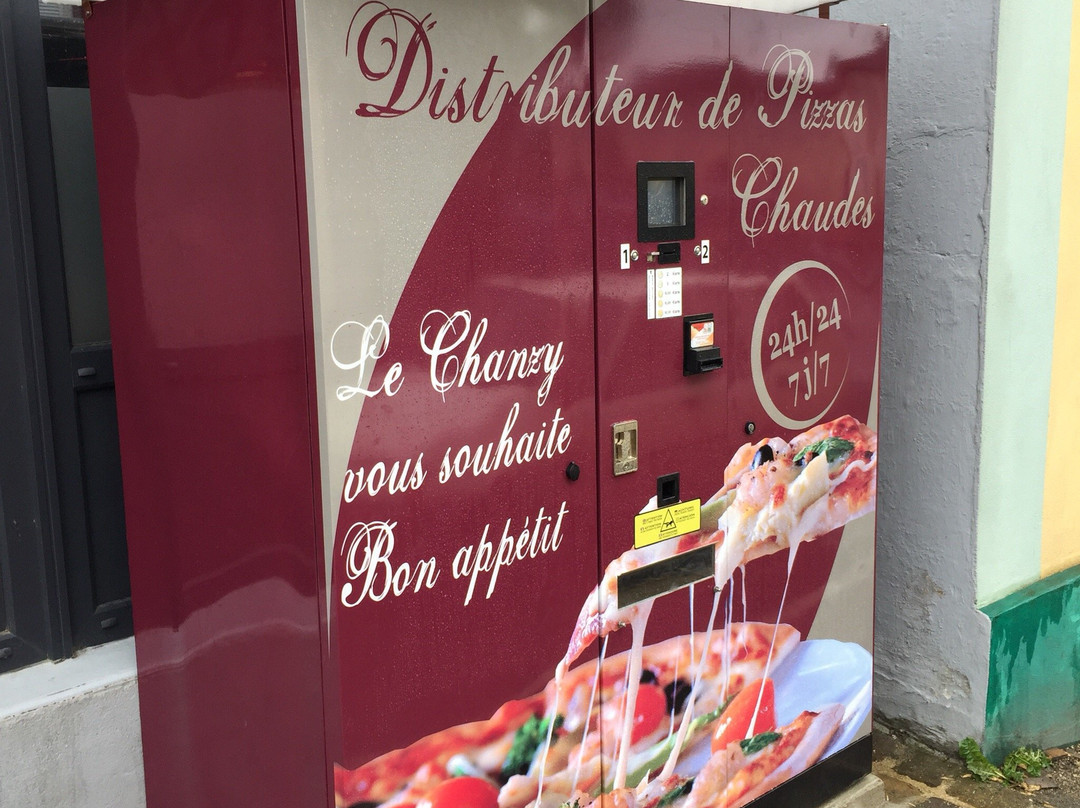 Distributeur de Pizzas
Chaudes
1
2
24h/24
7j/7
Le Chanzy
vous souhaite
Bon appétit